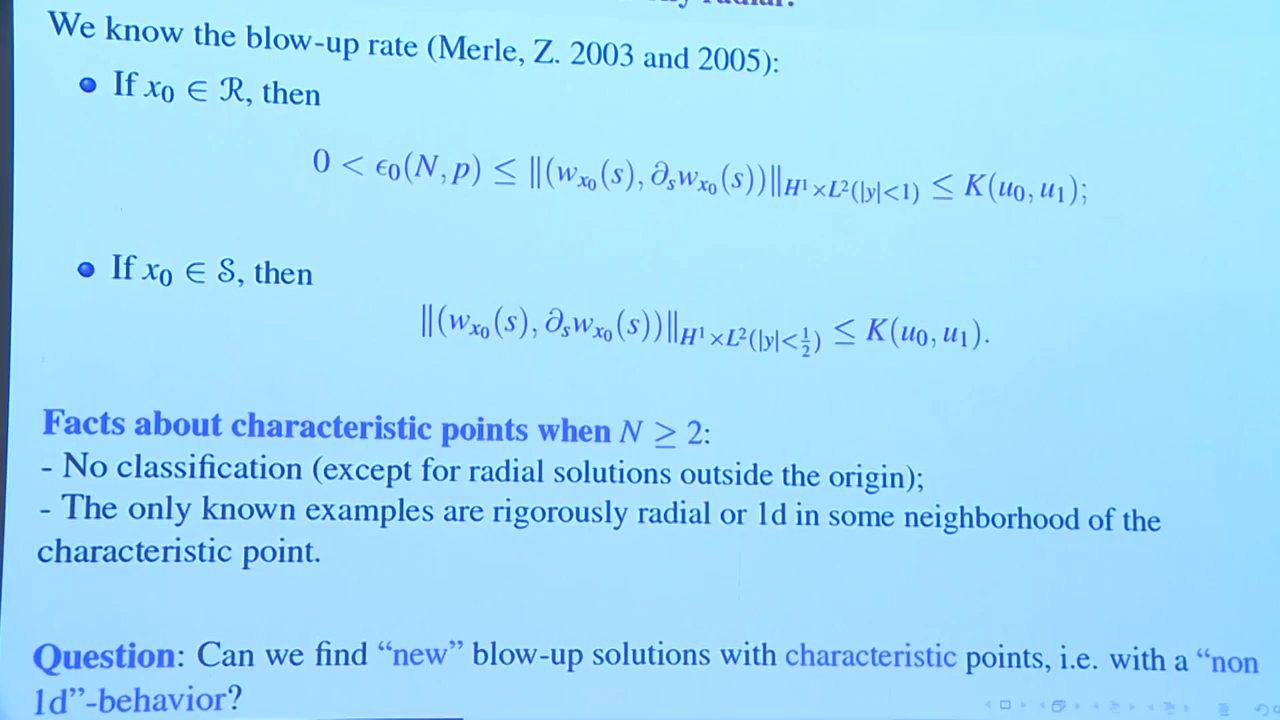 radial.
We know the blow-up rate (Merle, Z. 2003 and 2005):
• If x₀ ∈ ℛ, then
0 < ϵ₀(N, p) ≤ ‖(w_{x₀}(s), ∂ₛw_{x₀}(s))‖_{H¹×L²(|y|<1)} ≤ K(u₀, u₁);
• If x₀ ∈ 𝒮, then
‖(w_{x₀}(s), ∂ₛw_{x₀}(s))‖_{H¹×L²(|y|<½)} ≤ K(u₀, u₁).
Facts about characteristic points when N ≥ 2:
- No classification (except for radial solutions outside the origin);
- The only known examples are rigorously radial or 1d in some neighborhood of the
characteristic point.
Question: Can we find “new” blow-up solutions with characteristic points, i.e. with a “non
1d”-behavior?